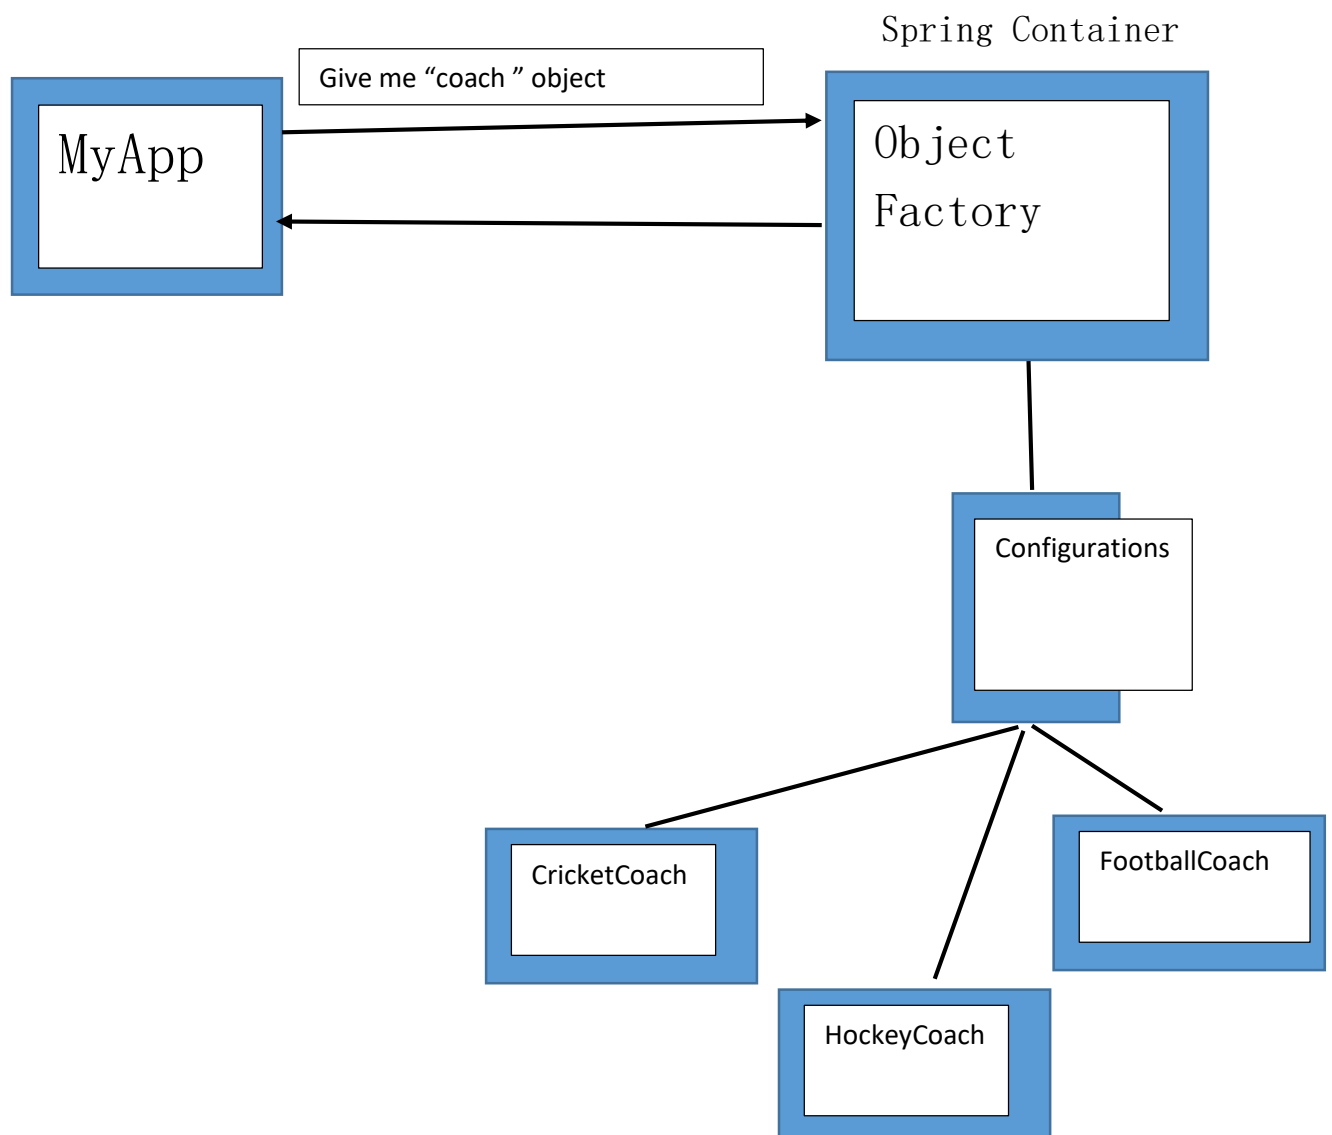 Spring Container
Give me “coach ” object
MyApp
Object
Factory
Configurations
CricketCoach
FootballCoach
HockeyCoach